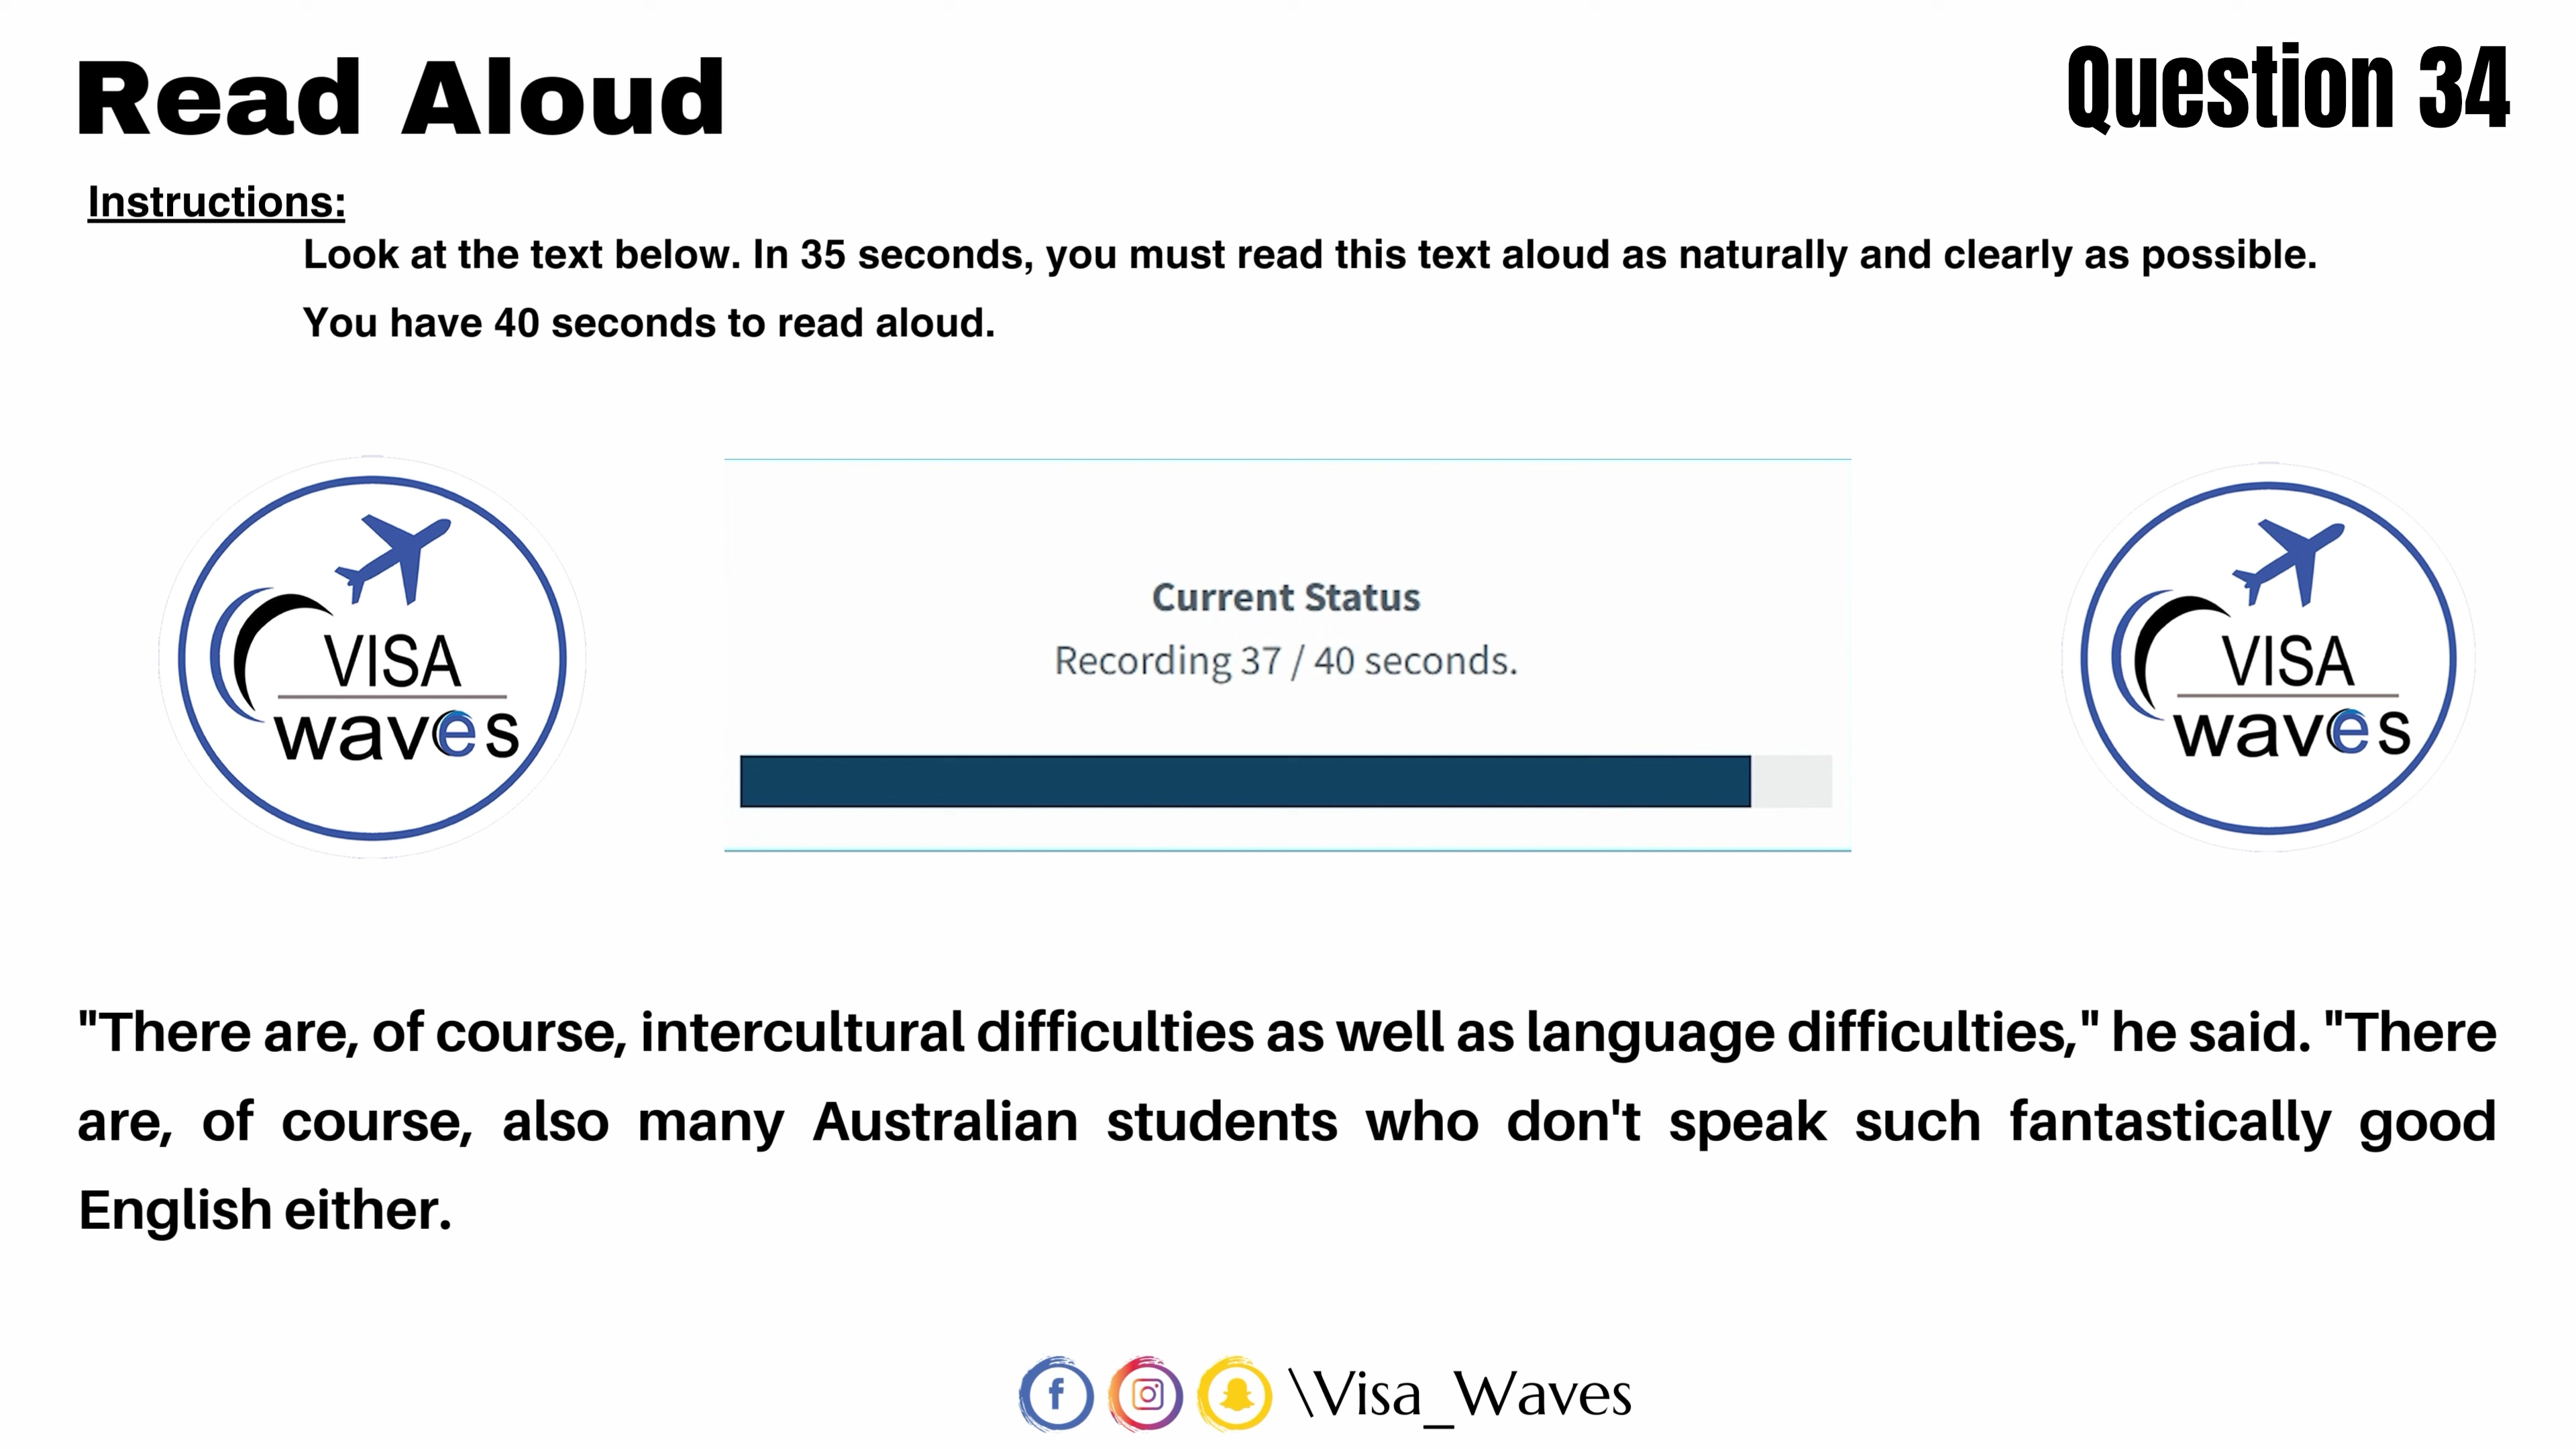 Read Aloud
Question 34
Instructions:
Look at the text below. In 35 seconds, you must read this text aloud as naturally and clearly as possible.
You have 40 seconds to read aloud.
VISA
waves
Current Status
Recording 37 / 40 seconds.
VISA
waves
"There are, of course, intercultural difficulties as well as language difficulties," he said. "There
are, of course, also many Australian students who don't speak such fantastically good
English either.
\Visa_Waves